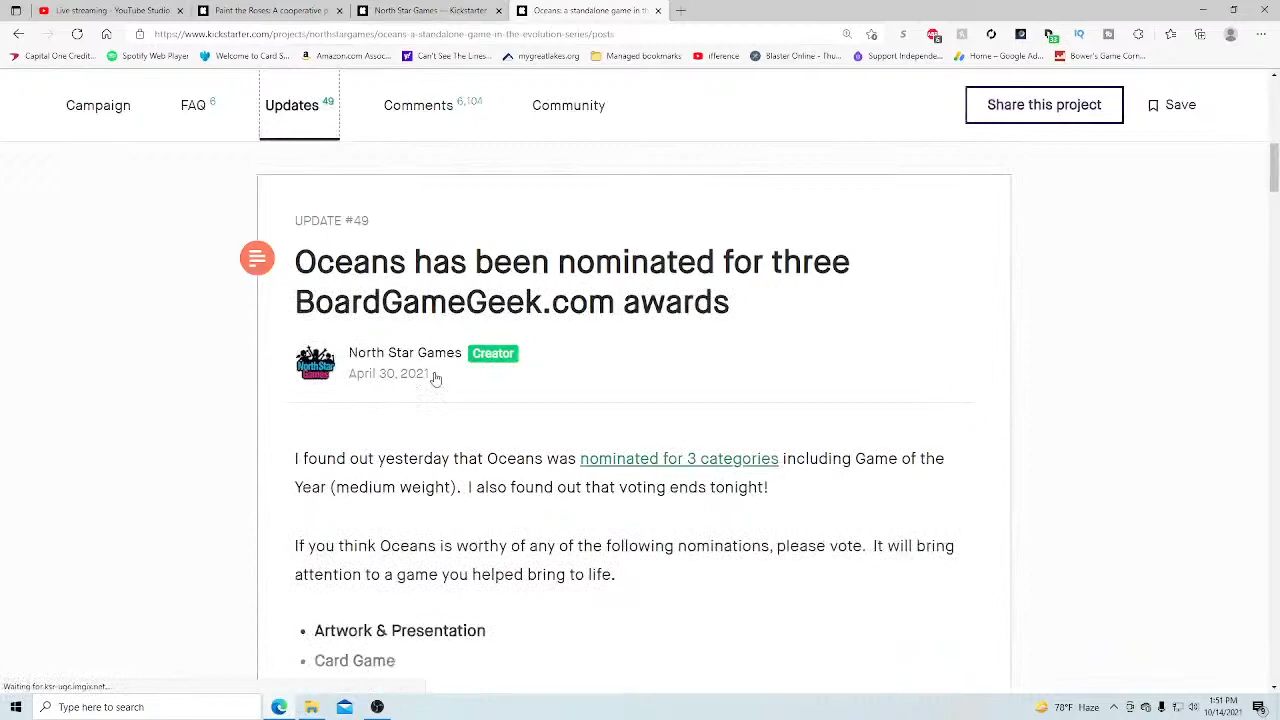 Live streaming - YouTube Studio
Paint the Roses A cooperative p
North Star Games — Kickstarter
Oceans: a standalone game in th
https://www.kickstarter.com/projects/northstargames/oceans-a-standalone-game-in-the-evolution-series/posts
Capital One Credit...
Spotify Web Player
Welcome to Card S...
Amazon Associates...
Can't See The Lines...
mygreatlakes.org
Merged bookmarks
ifference
Blaster Online - Thu...
Support Independe...
Home – Google Ad...
Bower's Game Corn...
Campaign
FAQ 6
Updates 49
Comments 6,104
Community
Share this project
Save
UPDATE #49
Oceans has been nominated for three
BoardGameGeek.com awards
North Star Games
North Star Games Creator
April 30, 2021
I found out yesterday that Oceans was nominated for 3 categories including Game of the
Year (medium weight). I also found out that voting ends tonight!
If you think Oceans is worthy of any of the following nominations, please vote. It will bring
attention to a game you helped bring to life.
• Artwork & Presentation
• Card Game
Waiting for ksr-ugc.imgix.net...
Type here to search
78°F Haze
1:51 PM
10/14/2021